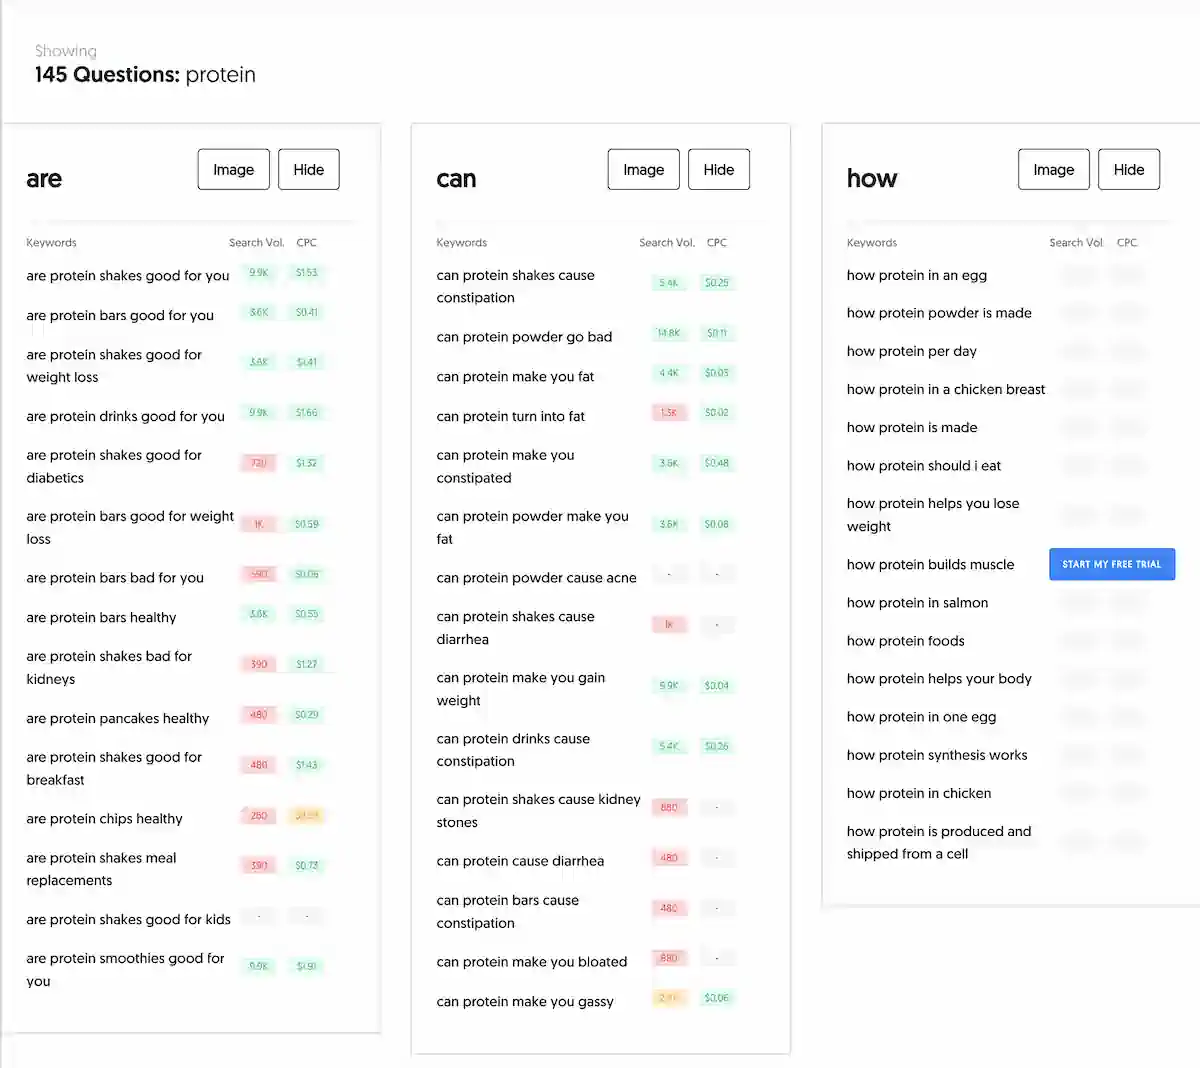 Showing
145 Questions: protein
are
Image
Hide
Keywords Search Vol. CPC
are protein shakes good for you 9.9K $1.53
are protein bars good for you 3.6K $0.41
are protein shakes good for
weight loss 3.6K $1.41
are protein drinks good for you 9.9K $1.66
are protein shakes good for
diabetics 720 $1.32
are protein bars good for weight
loss 1K $0.59
are protein bars bad for you 590 $0.06
are protein bars healthy 3.6K $0.55
are protein shakes bad for
kidneys 390 $1.27
are protein pancakes healthy 480 $0.29
are protein shakes good for
breakfast 480 $1.43
are protein chips healthy 260
are protein shakes meal
replacements 390 $0.73
are protein shakes good for kids - -
are protein smoothies good for
you 9.9K $1.91
can
Image
Hide
Keywords Search Vol. CPC
can protein shakes cause
constipation 5.4K $0.25
can protein powder go bad 14.8K $0.11
can protein make you fat 4.4K $0.03
can protein turn into fat 1.3K $0.02
can protein make you
constipated 3.6K $0.48
can protein powder make you
fat 3.6K $0.08
can protein powder cause acne - -
can protein shakes cause
diarrhea 1K -
can protein make you gain
weight 9.9K $0.04
can protein drinks cause
constipation 5.4K $0.26
can protein shakes cause kidney
stones 880 -
can protein cause diarrhea 480 -
can protein bars cause
constipation 480 -
can protein make you bloated 880 -
can protein make you gassy $0.06
how
Image
Hide
Keywords Search Vol. CPC
how protein in an egg
how protein powder is made
how protein per day
how protein in a chicken breast
how protein is made
how protein should i eat
how protein helps you lose
weight
how protein builds muscle START MY FREE TRIAL
how protein in salmon
how protein foods
how protein helps your body
how protein in one egg
how protein synthesis works
how protein in chicken
how protein is produced and
shipped from a cell